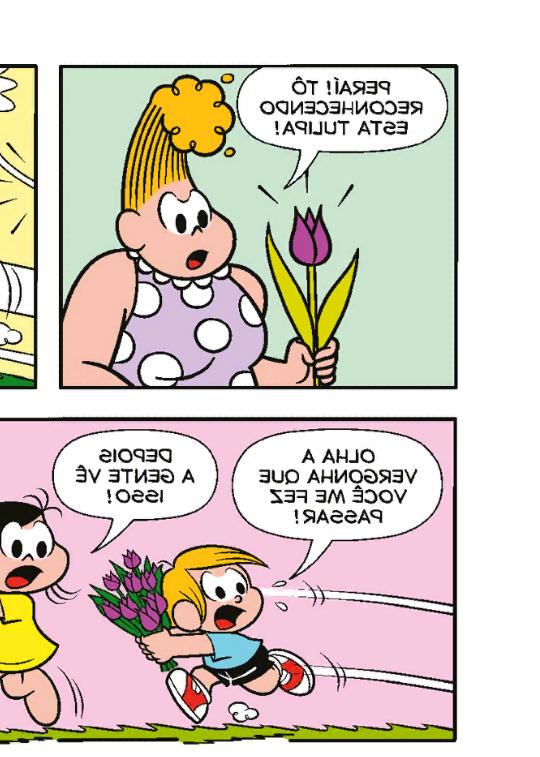 PERAÍ! TÔ
RECONHECENDO
ESTA TULIPA!
OLHA A
VERGONHA QUE
VOCÊ ME FEZ
PASSAR!
DEPOIS
A GENTE VÊ
ISSO!